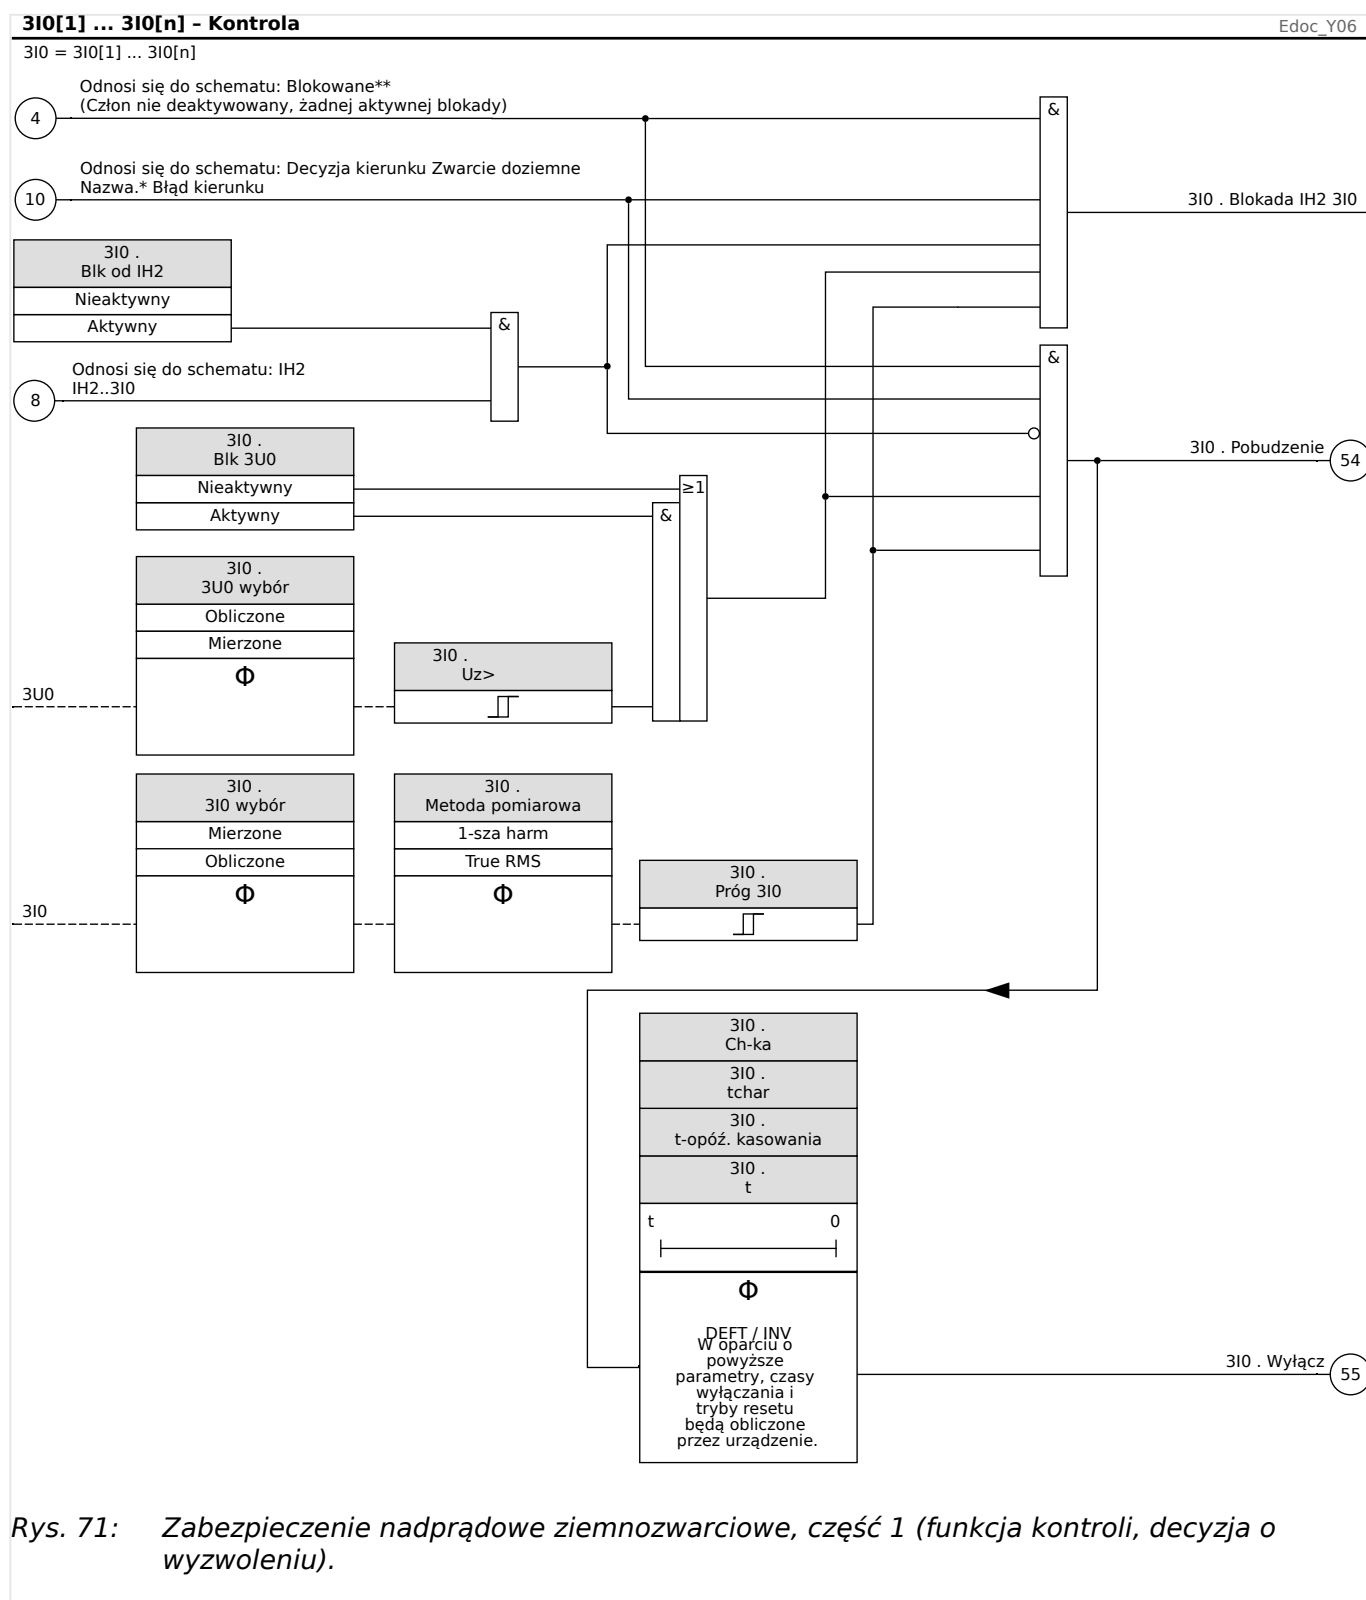 3I0[1] ... 3I0[n] – Kontrola
Edoc_Y06
3I0 = 3I0[1] ... 3I0[n]
Odnosi się do schematu: Blokowane**
(Człon nie deaktywowany, żadnej aktywnej blokady)
4
&
Odnosi się do schematu: Decyzja kierunku Zwarcie doziemne
Nazwa.* Błąd kierunku
10
3I0 . Blokada IH2 3I0
3I0 .
Blk od IH2
Nieaktywny
Aktywny
&
&
Odnosi się do schematu: IH2
IH2..3I0
8
3I0 .
Blk 3U0
Nieaktywny
Aktywny
≥1
&
3I0 . Pobudzenie
54
3I0 .
3U0 wybór
Obliczone
Mierzone
Φ
3U0
3I0 .
Uz>
3I0 .
3I0 wybór
Mierzone
Obliczone
Φ
3I0
3I0 .
Metoda pomiarowa
1-sza harm
True RMS
Φ
3I0 .
Próg 3I0
3I0 .
Ch-ka
3I0 .
tchar
3I0 .
t-opóź. kasowania
3I0 .
t
t 0
Φ
DEFT / INV
W oparciu o
powyższe
parametry, czasy
wyłączania i
tryby resetu
będą obliczone
przez urządzenie.
3I0 . Wyłącz
55
Rys. 71: Zabezpieczenie nadprądowe ziemnozwarciowe, część 1 (funkcja kontroli, decyzja o
wyzwoleniu).